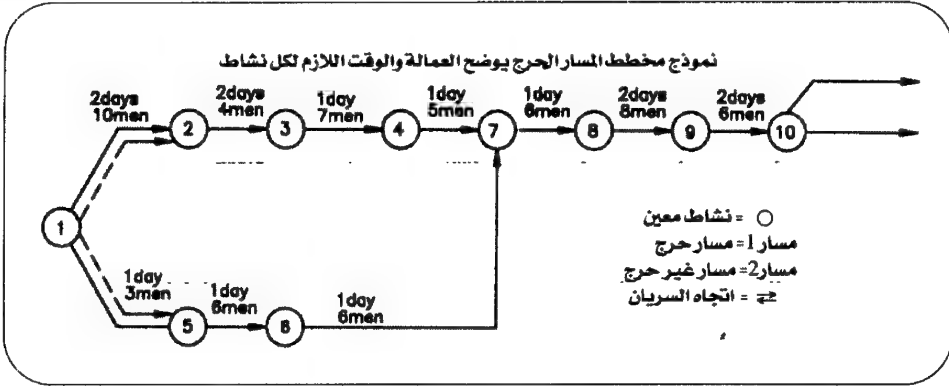 نموذج مخطط المسار الحرج يوضح العمالة والوقت اللازم لكل نشاط
2days
10men
2days
4men
1day
7men
1day
5men
1day
6men
2days
8men
2days
6men
2
3
4
7
8
9
10
1
○ = نشاط معين
مسار 1= مسار حرج
مسار2= مسار غير حرج
⇄ = اتجاه السريان
1day
3men
1day
6men
1day
6men
5
6